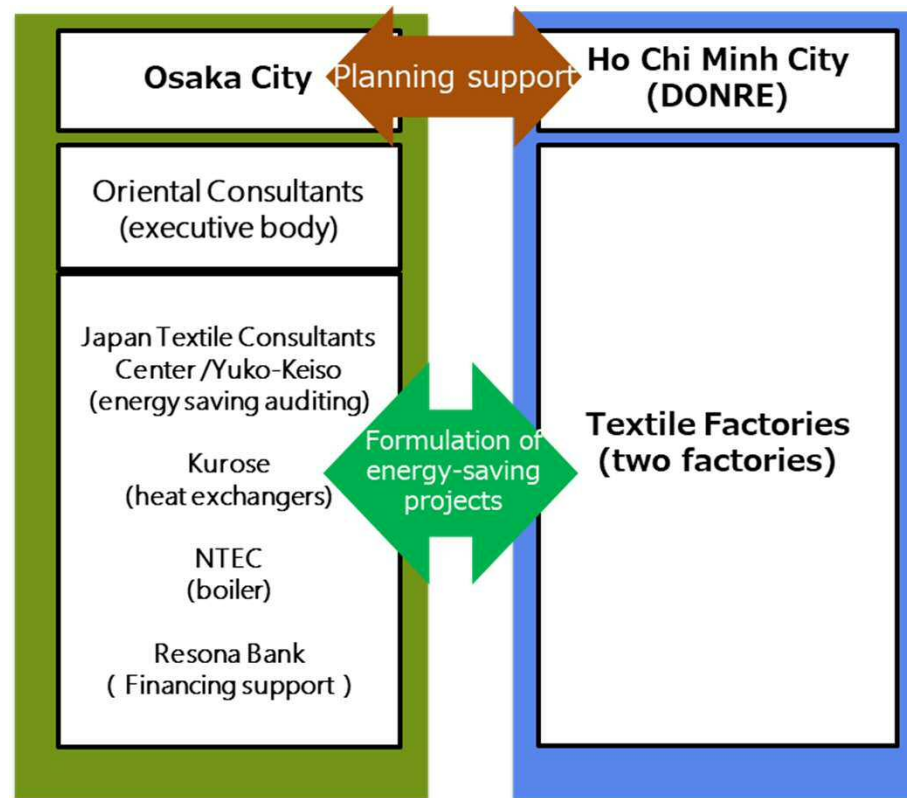 Osaka City
Planning support
Ho Chi Minh City
(DONRE)
Oriental Consultants
(executive body)
Japan Textile Consultants
Center /Yuko-Keiso
(energy saving auditing)
Kurose
(heat exchangers)
NTEC
(boiler)
Resona Bank
( Financing support )
Formulation of
energy-saving
projects
Textile Factories
(two factories)